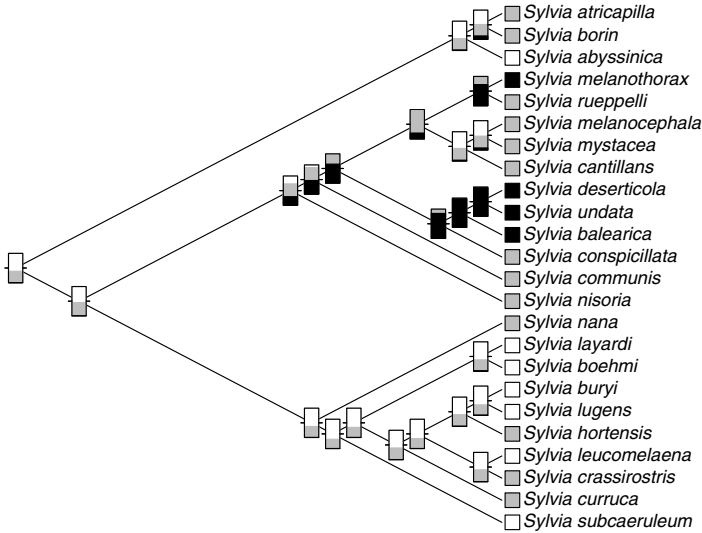 Sylvia atricapilla
Sylvia borin
Sylvia abyssinica
Sylvia melanothorax
Sylvia rueppelli
Sylvia melanocephala
Sylvia mystacea
Sylvia cantillans
Sylvia deserticola
Sylvia undata
Sylvia balearica
Sylvia conspicillata
Sylvia communis
Sylvia nisoria
Sylvia nana
Sylvia layardi
Sylvia boehmi
Sylvia buryi
Sylvia lugens
Sylvia hortensis
Sylvia leucomelaena
Sylvia crassirostris
Sylvia curruca
Sylvia subcaeruleum